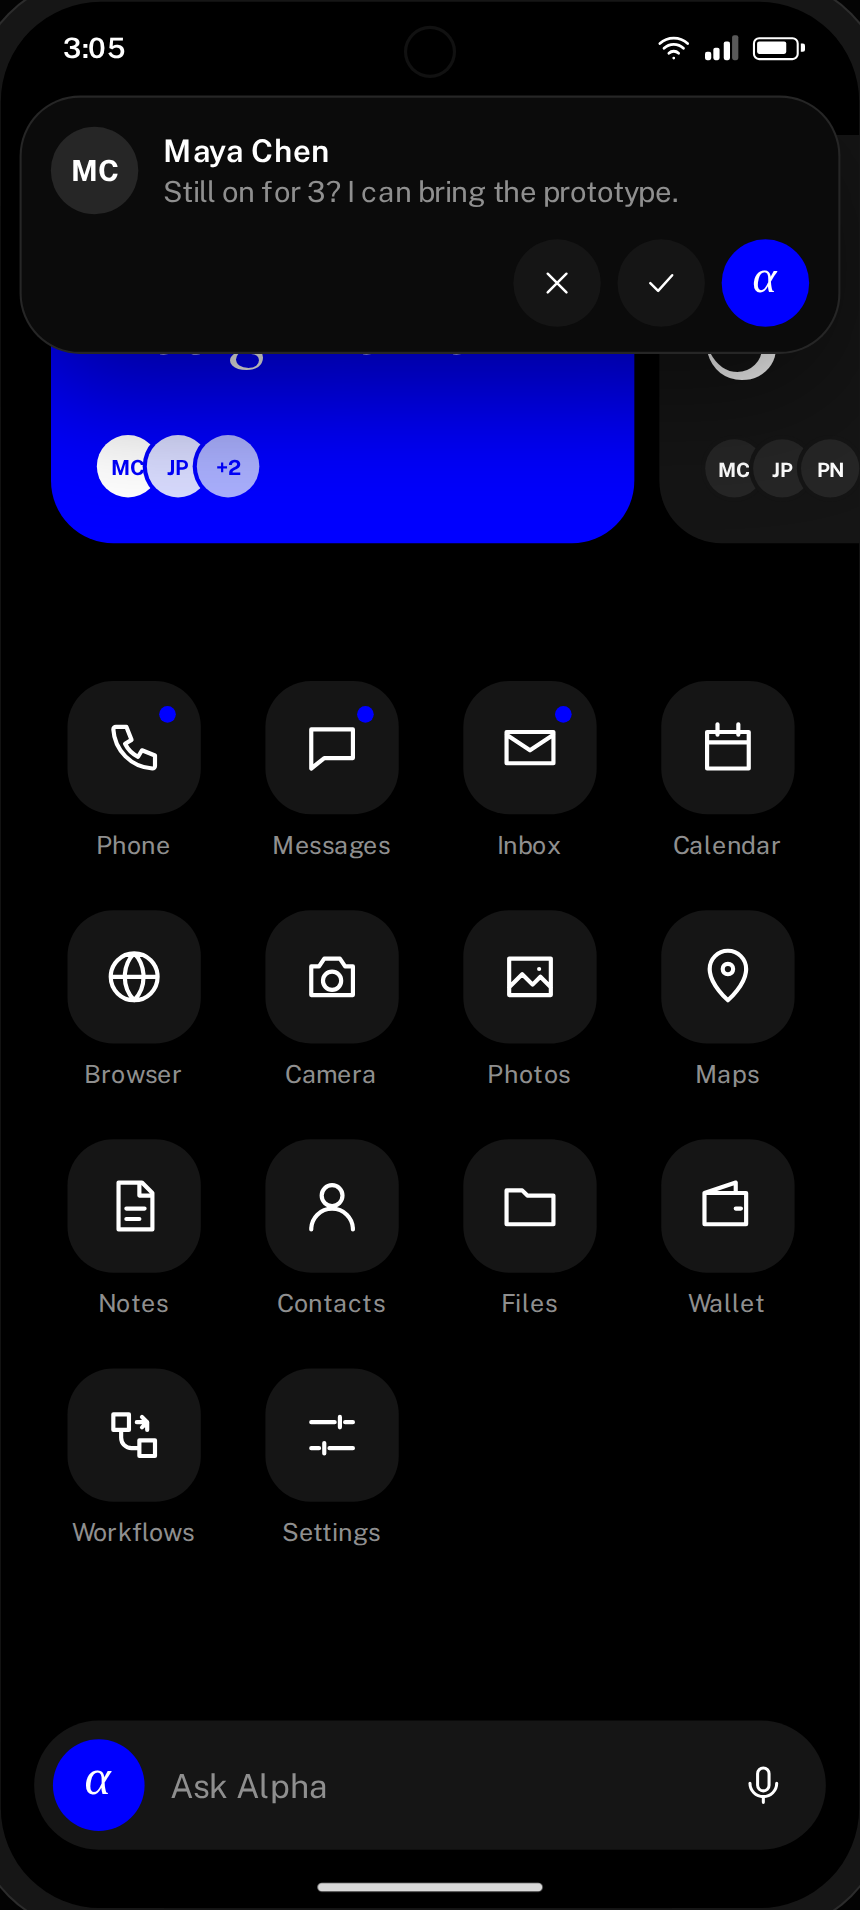 3:05
MC
Maya Chen
Still on for 3? I can bring the prototype.
α
MC JP +2
MC JP PN
Phone Messages Inbox Calendar
Browser Camera Photos Maps
Notes Contacts Files Wallet
Workflows Settings
α Ask Alpha